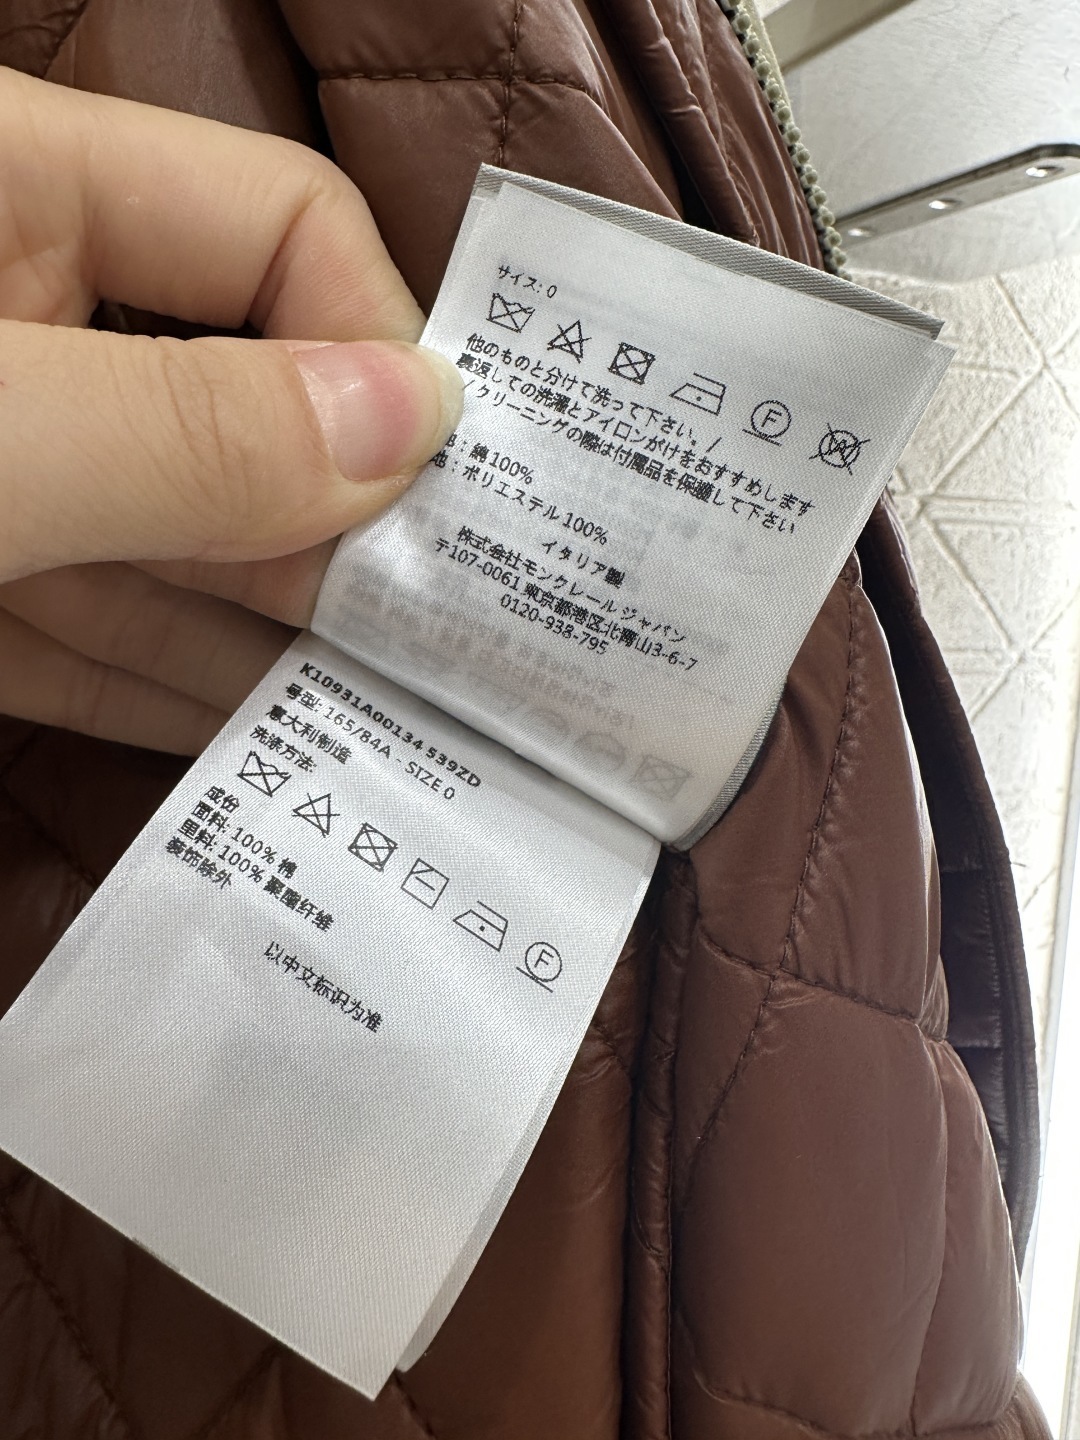 サイズ: 0
F
W
他のものと分けて洗って下さい。/
裏返しての洗濯とアイロンがけをおすすめします
/クリーニングの際は付属品を保護して下さい
地：綿100%
地：ポリエステル100%
イタリア製
株式会社モンクレール ジャパン
〒107-0061 東京都港区北青山3-6-7
0120-938-795
K10931A00134 539ZD
号型: 165/84A - SIZE 0
意大利制造
洗涤方法:
F
成份
面料: 100% 棉
里料: 100% 聚酯纤维
装饰除外
以中文标识为准